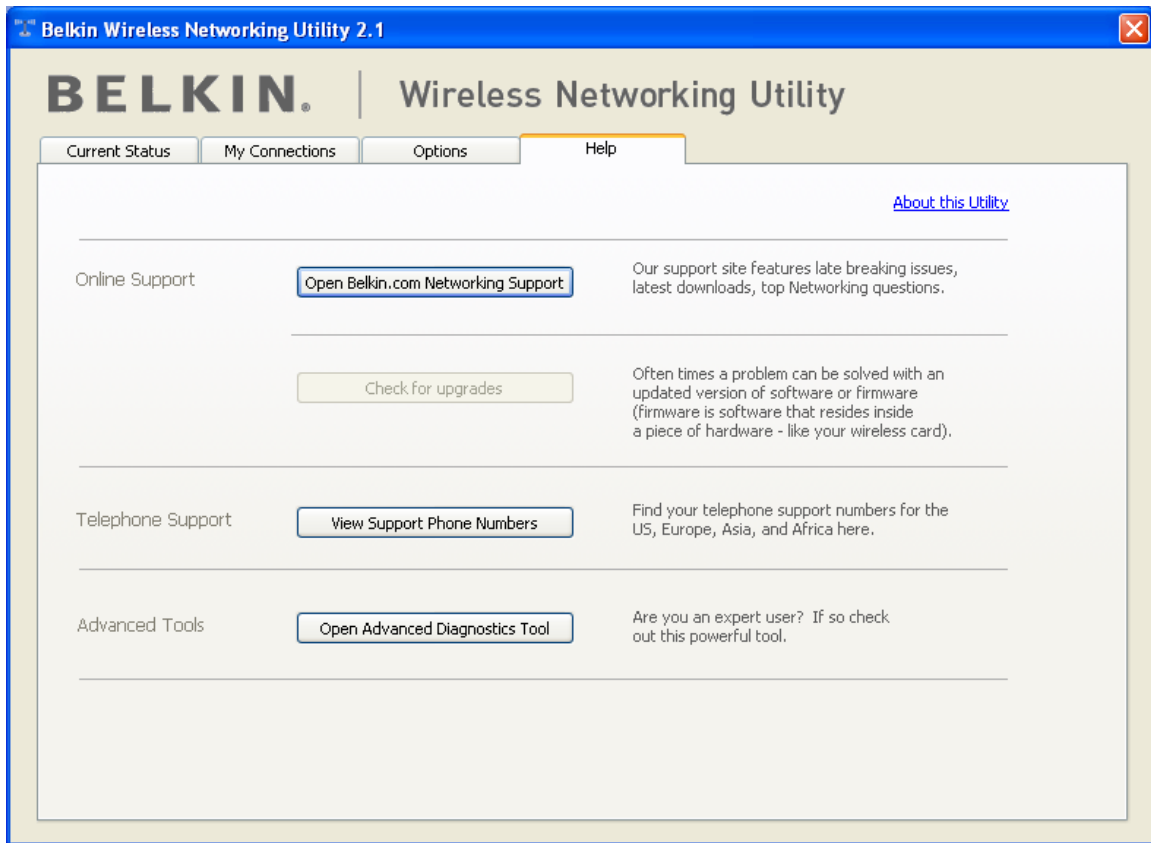 Belkin Wireless Networking Utility 2.1
BELKIN. Wireless Networking Utility
Current Status My Connections Options Help
About this Utility
Online Support
Open Belkin.com Networking Support
Our support site features late breaking issues,
latest downloads, top Networking questions.
Check for upgrades
Often times a problem can be solved with an
updated version of software or firmware
(firmware is software that resides inside
a piece of hardware - like your wireless card).
Telephone Support
View Support Phone Numbers
Find your telephone support numbers for the
US, Europe, Asia, and Africa here.
Advanced Tools
Open Advanced Diagnostics Tool
Are you an expert user? If so check
out this powerful tool.